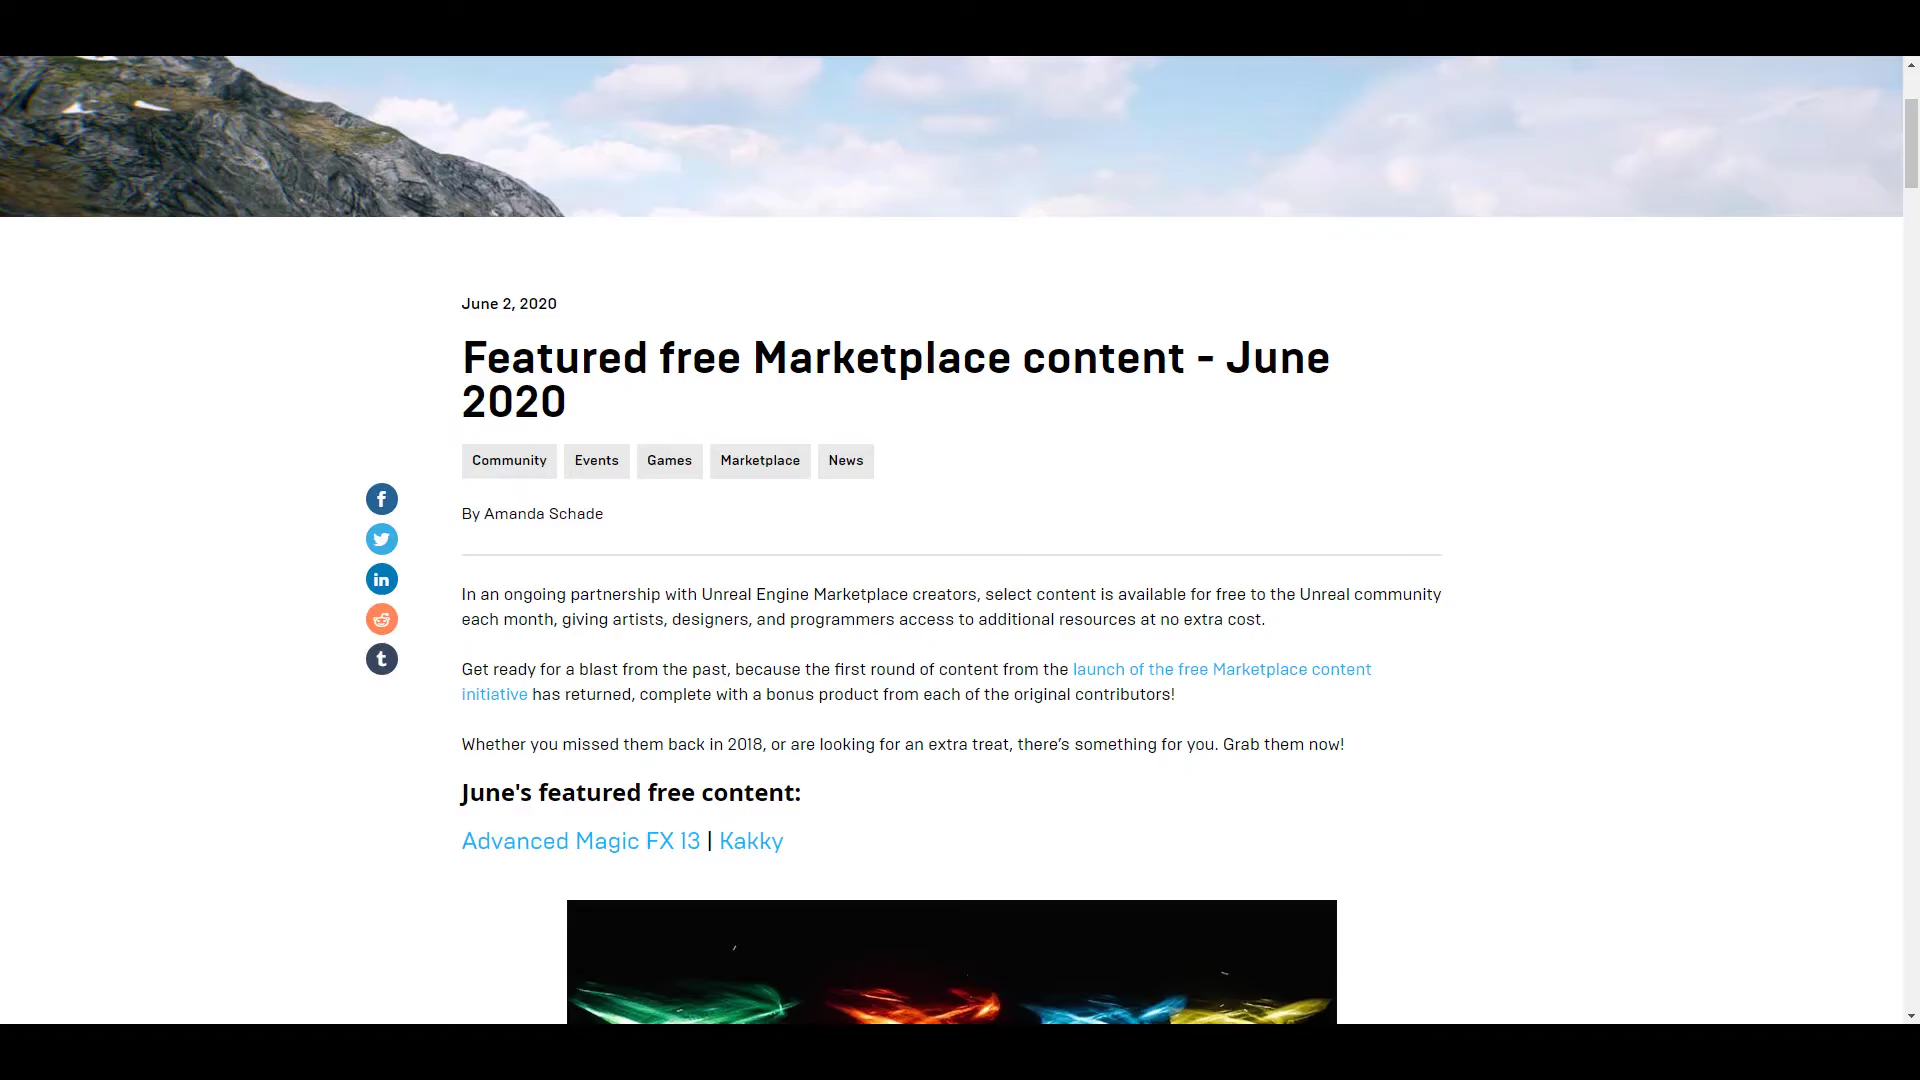 June 2, 2020
Featured free Marketplace content - June
2020
Community Events Games Marketplace News
By Amanda Schade
In an ongoing partnership with Unreal Engine Marketplace creators, select content is available for free to the Unreal community
each month, giving artists, designers, and programmers access to additional resources at no extra cost.
Get ready for a blast from the past, because the first round of content from the launch of the free Marketplace content
initiative has returned, complete with a bonus product from each of the original contributors!
Whether you missed them back in 2018, or are looking for an extra treat, there’s something for you. Grab them now!
June's featured free content:
Advanced Magic FX 13 | Kakky